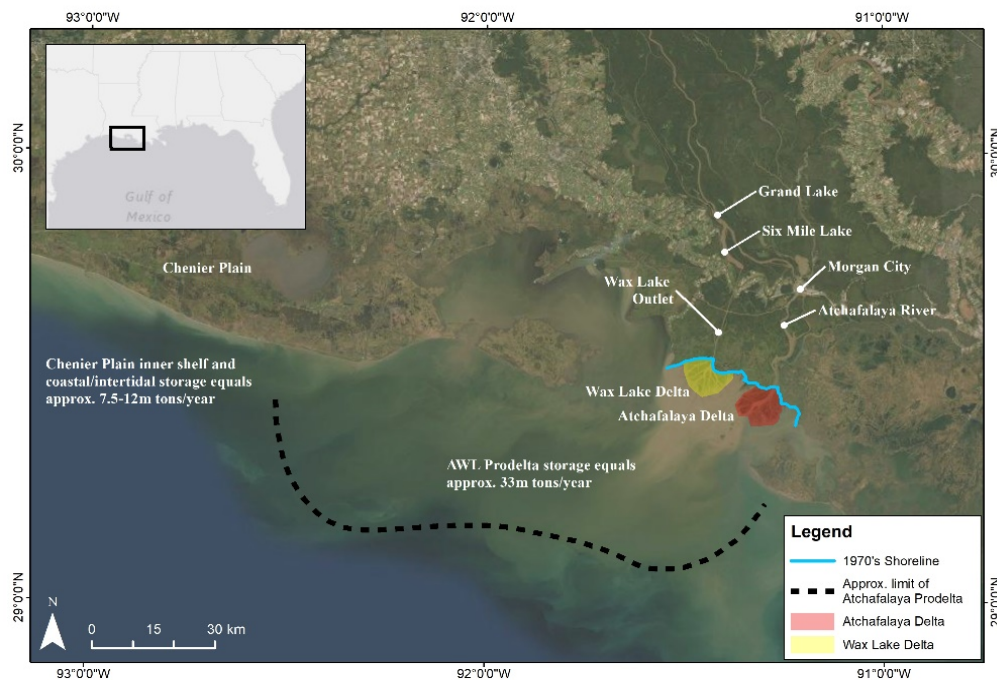 93°0'0"W
92°0'0"W
91°0'0"W
30°0'0"N
30°0'0"N
Gulf of
Mexico
Grand Lake
Six Mile Lake
Chenier Plain
Morgan City
Wax Lake
Outlet
Atchafalaya River
Chenier Plain inner shelf and
coastal/intertidal storage equals
approx. 7.5-12m tons/year
Wax Lake Delta
Atchafalaya Delta
AWL Prodelta storage equals
approx. 33m tons/year
Legend
1970's Shoreline
Approx. limit of
Atchafalaya Prodelta
Atchafalaya Delta
Wax Lake Delta
29°0'0"N
29°0'0"N
N
0 15 30 km
93°0'0"W
92°0'0"W
91°0'0"W